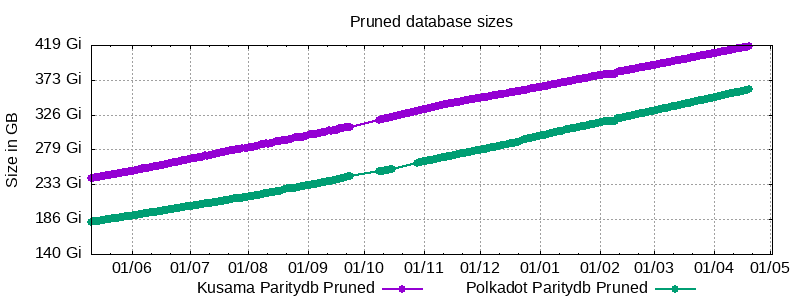 Pruned database sizes
419 Gi
373 Gi
326 Gi
279 Gi
233 Gi
186 Gi
140 Gi
Size in GB
01/06 01/07 01/08 01/09 01/10 01/11 01/12 01/01 01/02 01/03 01/04 01/05
Kusama Paritydb Pruned Polkadot Paritydb Pruned